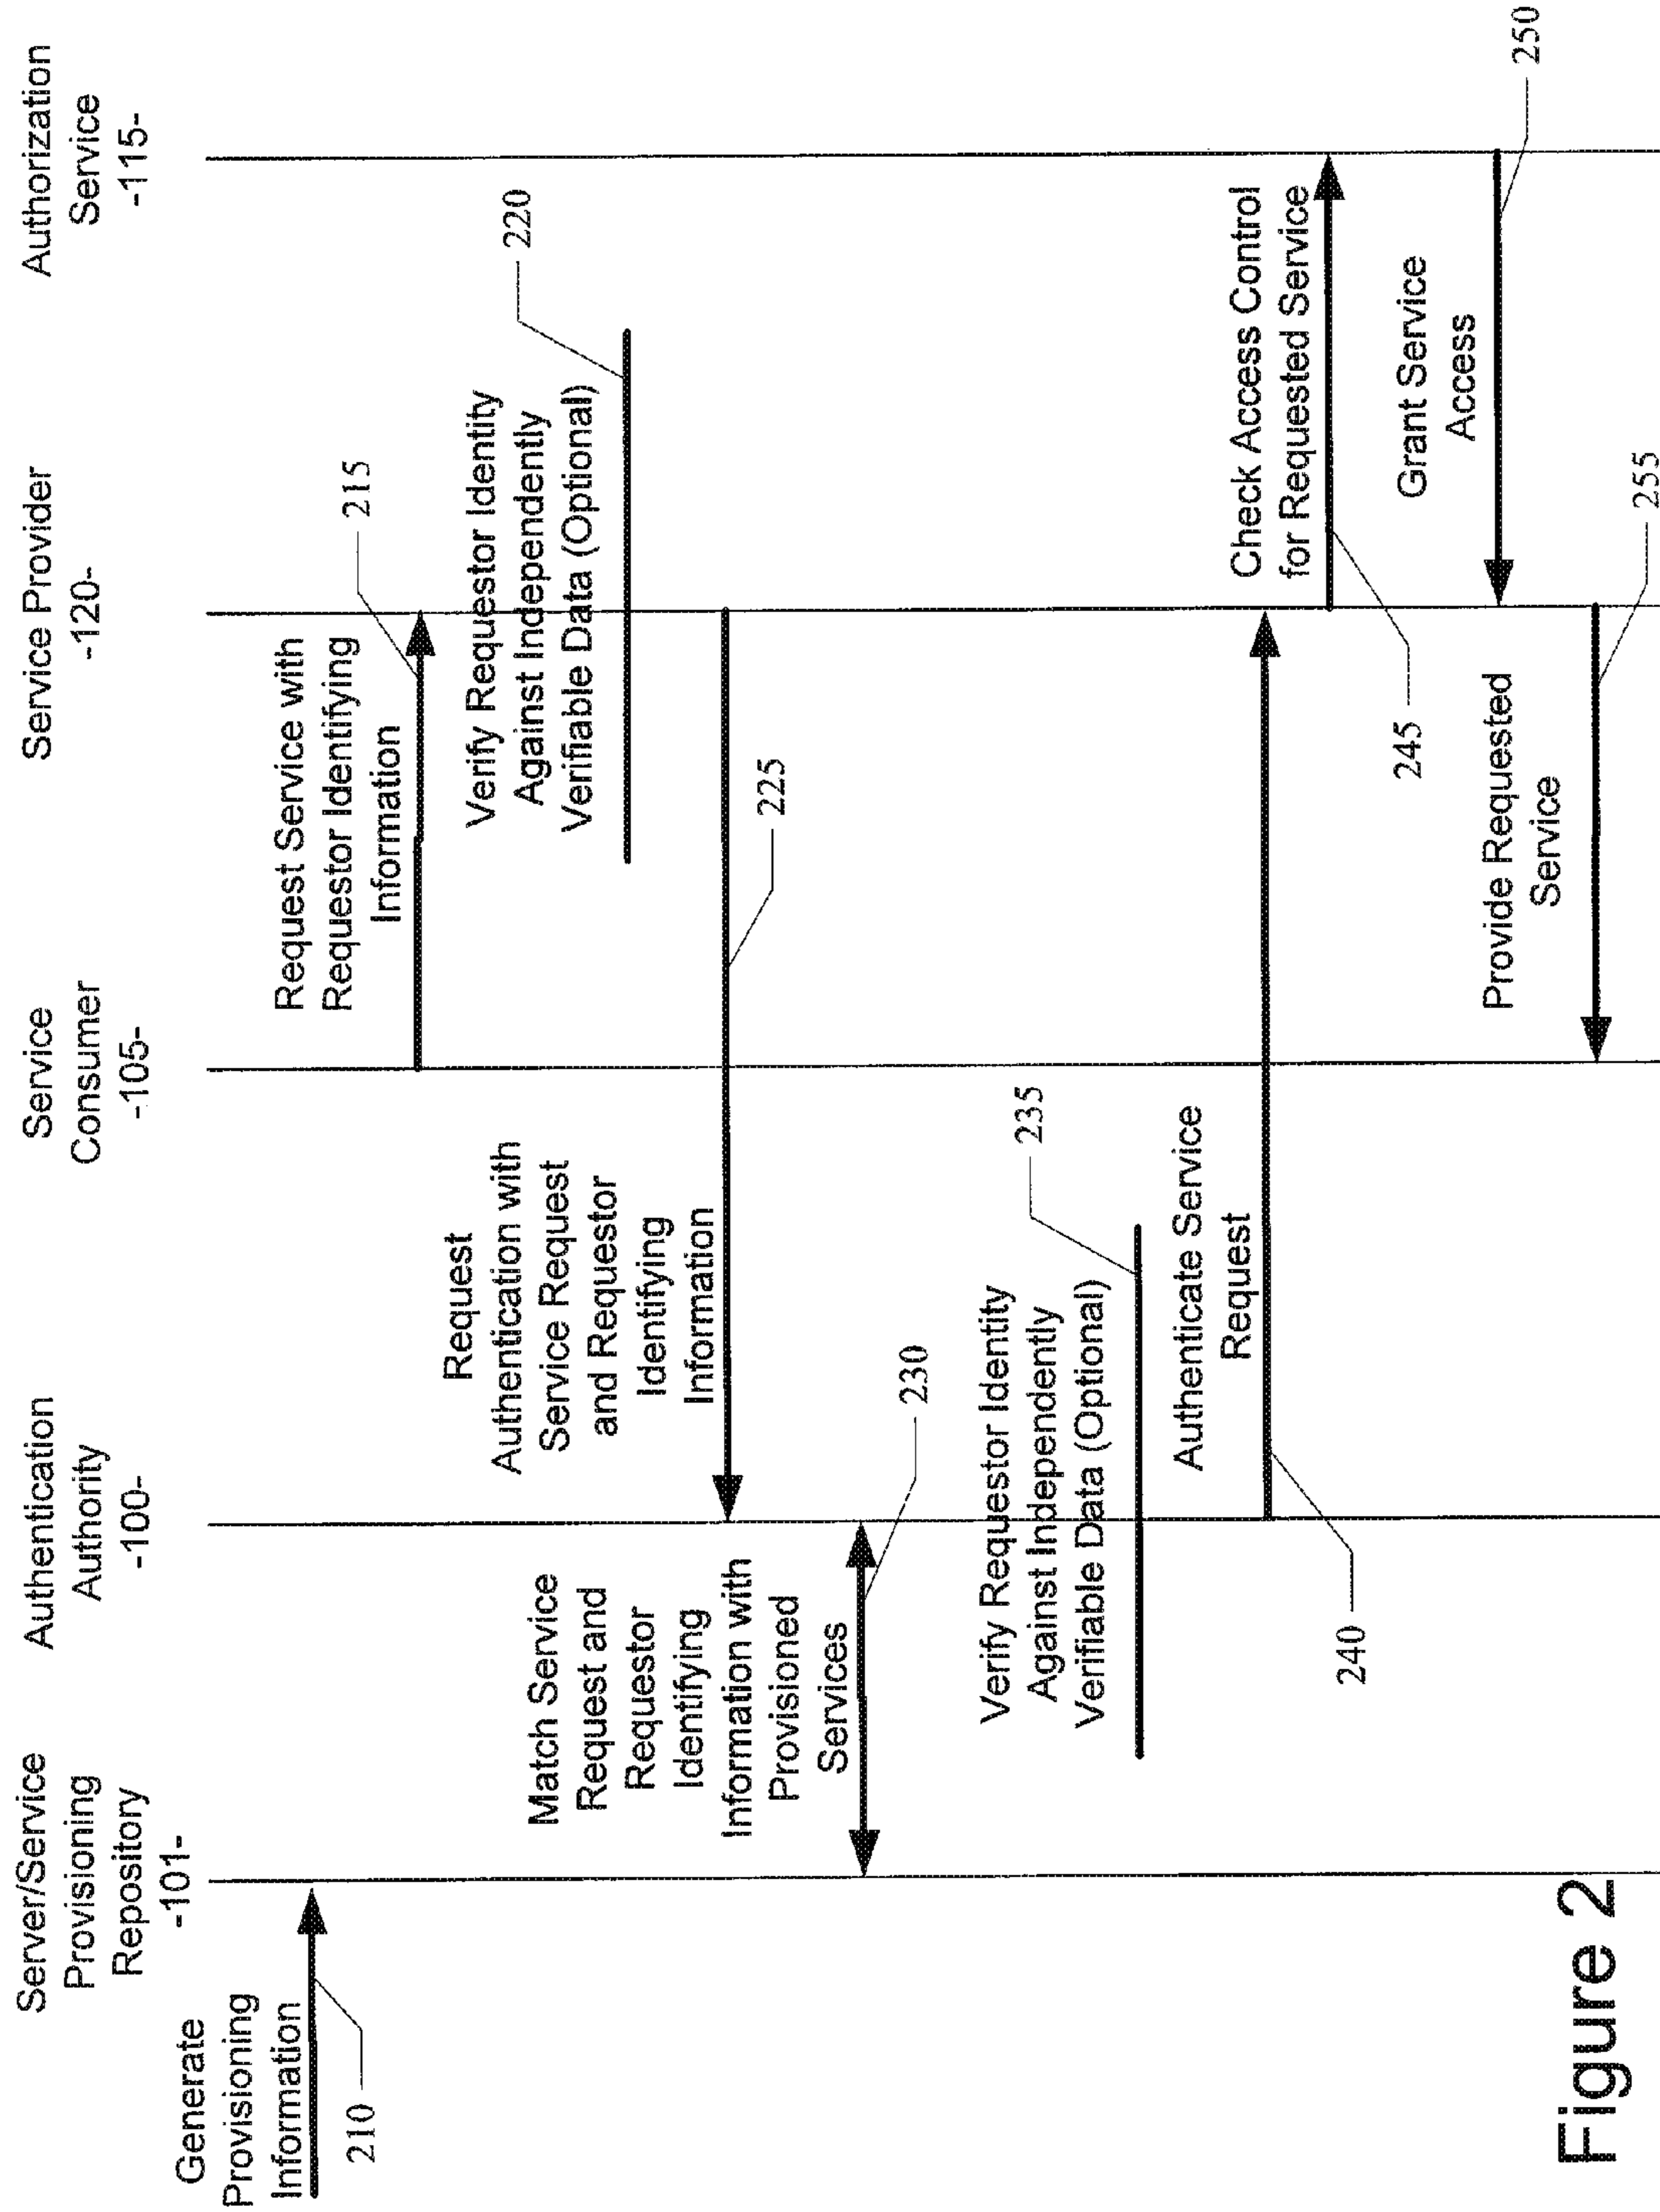 Server/Service
Provisioning
Repository
-101-
Authentication
Authority
-100-
Service
Consumer
-105-
Service Provider
-120-
Authorization
Service
-115-
Generate
Provisioning
Information
210
Request Service with
Requestor Identifying
Information
215
Verify Requestor Identity
Against Independently
Verifiable Data (Optional)
220
Request
Authentication with
Service Request
and Requestor
Identifying
Information
225
Match Service
Request and
Requestor
Identifying
Information with
Provisioned
Services
230
Verify Requestor Identity
Against Independently
Verifiable Data (Optional)
235
Authenticate Service
Request
240
Check Access Control
for Requested Service
245
Grant Service
Access
250
Provide Requested
Service
255
Figure 2